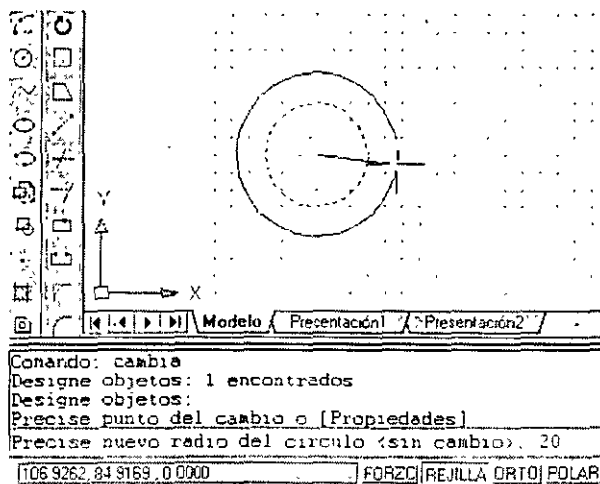 Y
X
Modelo
Presentación1
Presentación2
Comando: cambia
Designe objetos: 1 encontrados
Designe objetos:
Precise punto del cambio o [Propiedades]
Precise nuevo radio del circulo <sin cambio>. 20
106 9262, 84 9169 , 0 0000 FORZC REJILLA ORTO POLAR